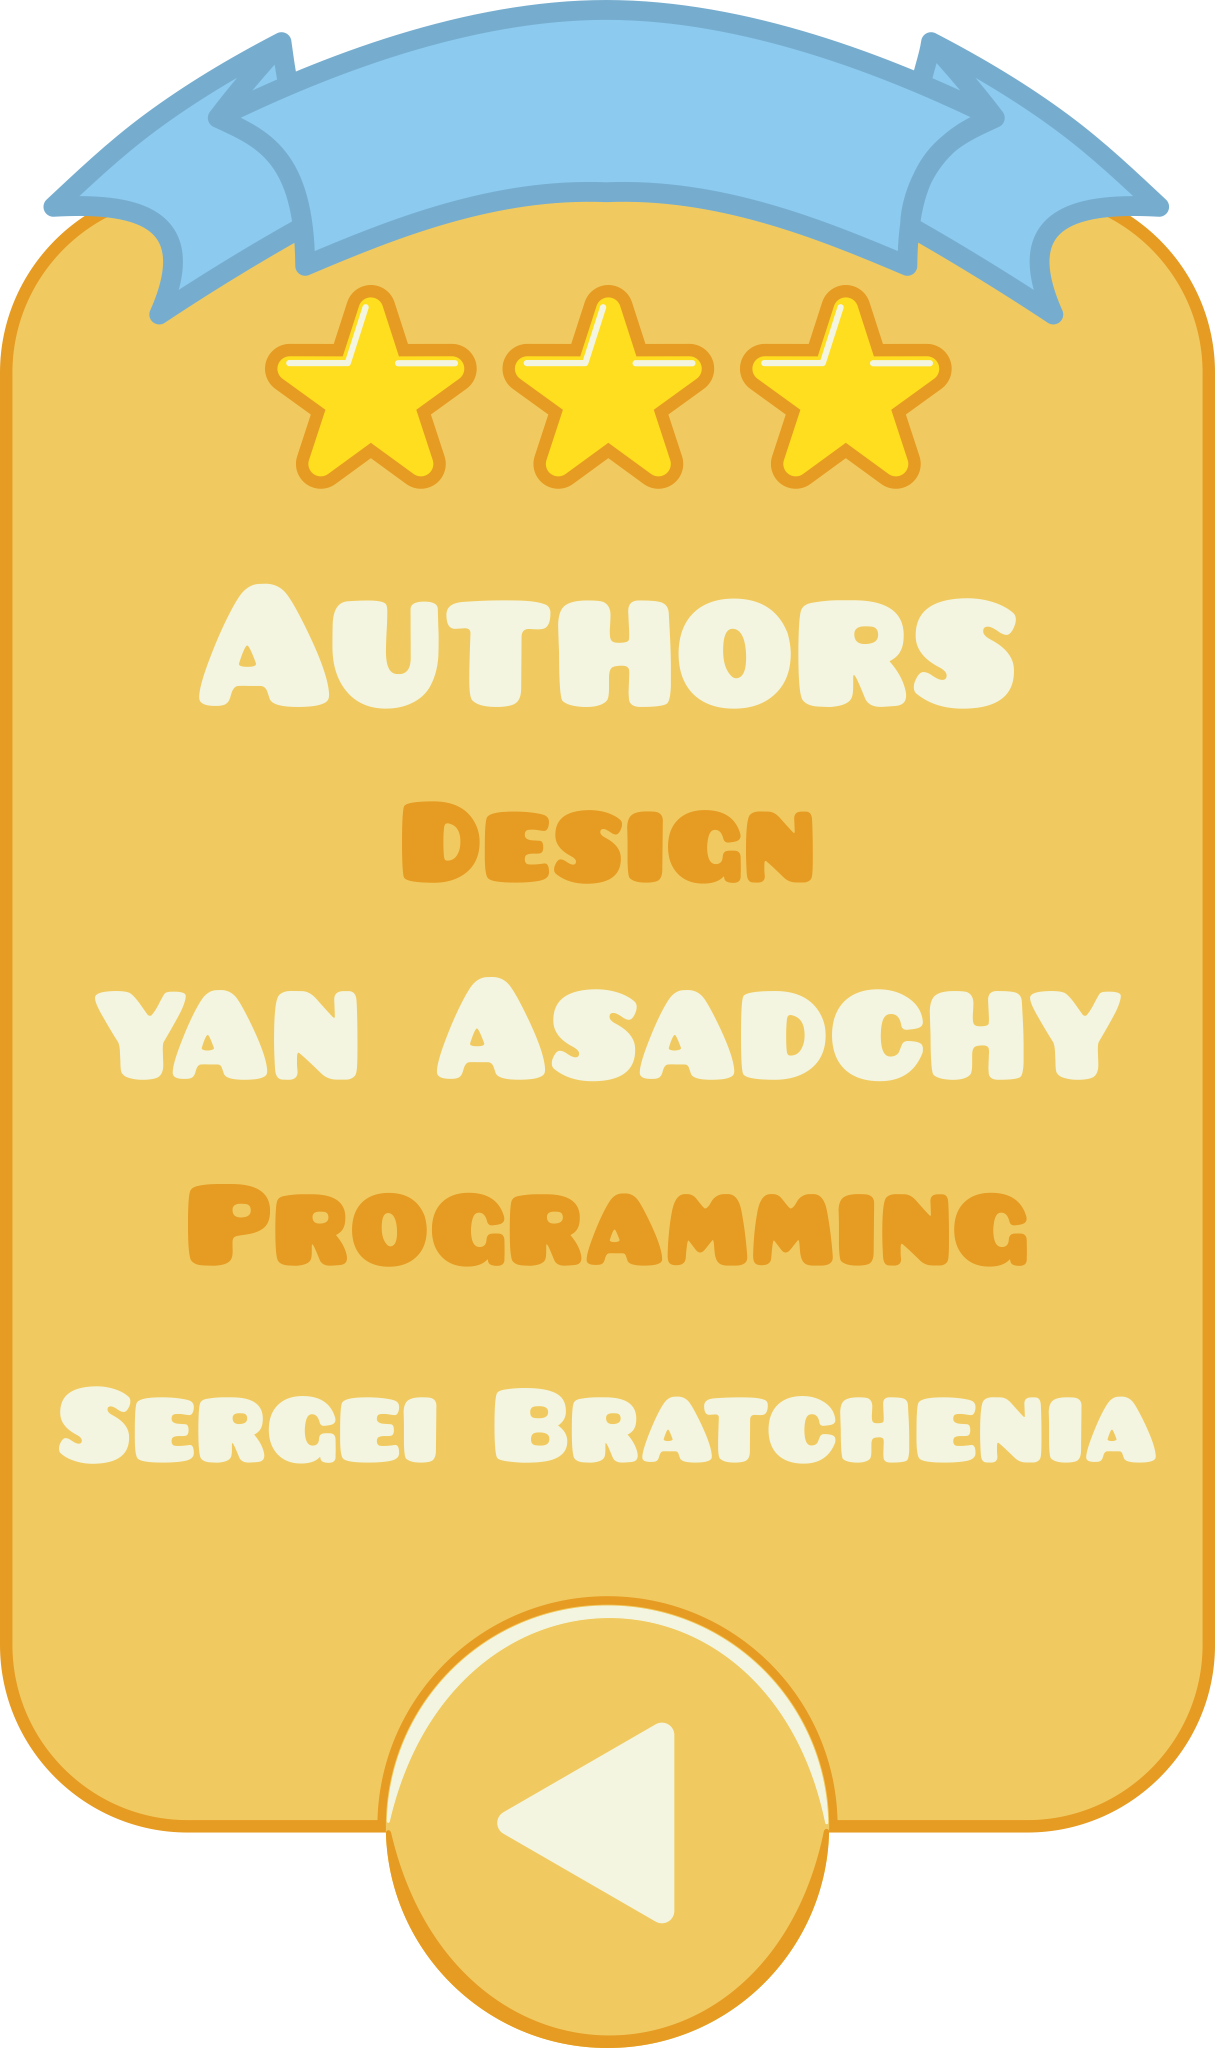 Authors
Design
Yan Asadchy
Programming
Sergei Bratchenia